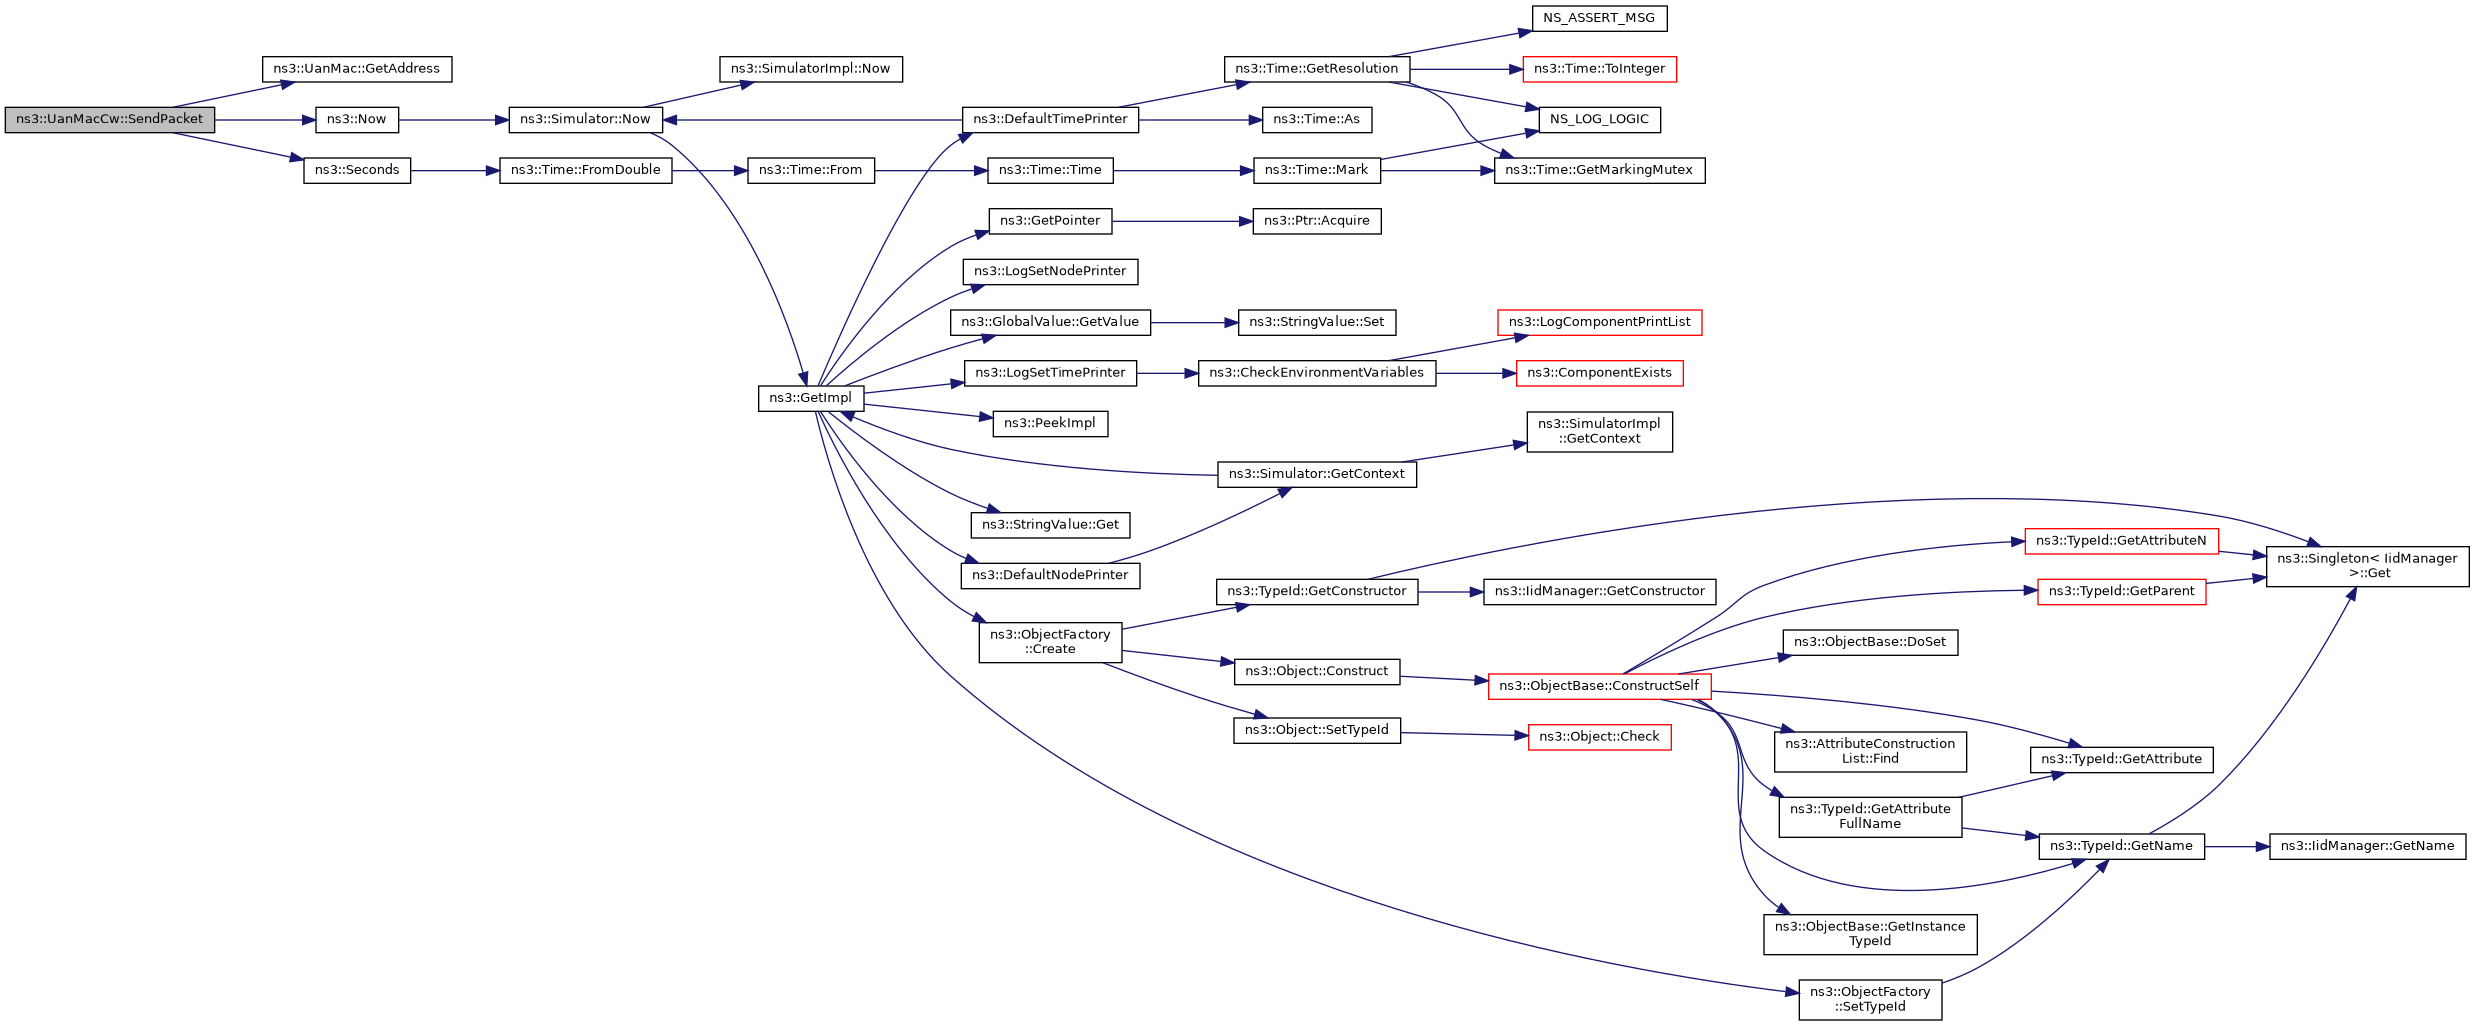 ns3::UanMacCw::SendPacket
ns3::UanMac::GetAddress
ns3::Now
ns3::Seconds
ns3::Simulator::Now
ns3::Time::FromDouble
ns3::SimulatorImpl::Now
ns3::Time::From
ns3::GetImpl
ns3::DefaultTimePrinter
ns3::Time::Time
ns3::GetPointer
ns3::LogSetNodePrinter
ns3::GlobalValue::GetValue
ns3::LogSetTimePrinter
ns3::PeekImpl
ns3::StringValue::Get
ns3::DefaultNodePrinter
ns3::ObjectFactory
::Create
ns3::Time::GetResolution
ns3::Time::As
ns3::Time::Mark
ns3::Ptr::Acquire
ns3::StringValue::Set
ns3::CheckEnvironmentVariables
ns3::Simulator::GetContext
ns3::TypeId::GetConstructor
ns3::Object::Construct
ns3::Object::SetTypeId
NS_ASSERT_MSG
ns3::Time::ToInteger
NS_LOG_LOGIC
ns3::Time::GetMarkingMutex
ns3::LogComponentPrintList
ns3::ComponentExists
ns3::SimulatorImpl
::GetContext
ns3::IidManager::GetConstructor
ns3::ObjectBase::ConstructSelf
ns3::Object::Check
ns3::ObjectBase::DoSet
ns3::AttributeConstruction
List::Find
ns3::TypeId::GetAttribute
FullName
ns3::ObjectBase::GetInstance
TypeId
ns3::ObjectFactory
::SetTypeId
ns3::TypeId::GetAttributeN
ns3::TypeId::GetParent
ns3::TypeId::GetAttribute
ns3::TypeId::GetName
ns3::Singleton< IidManager
>::Get
ns3::IidManager::GetName